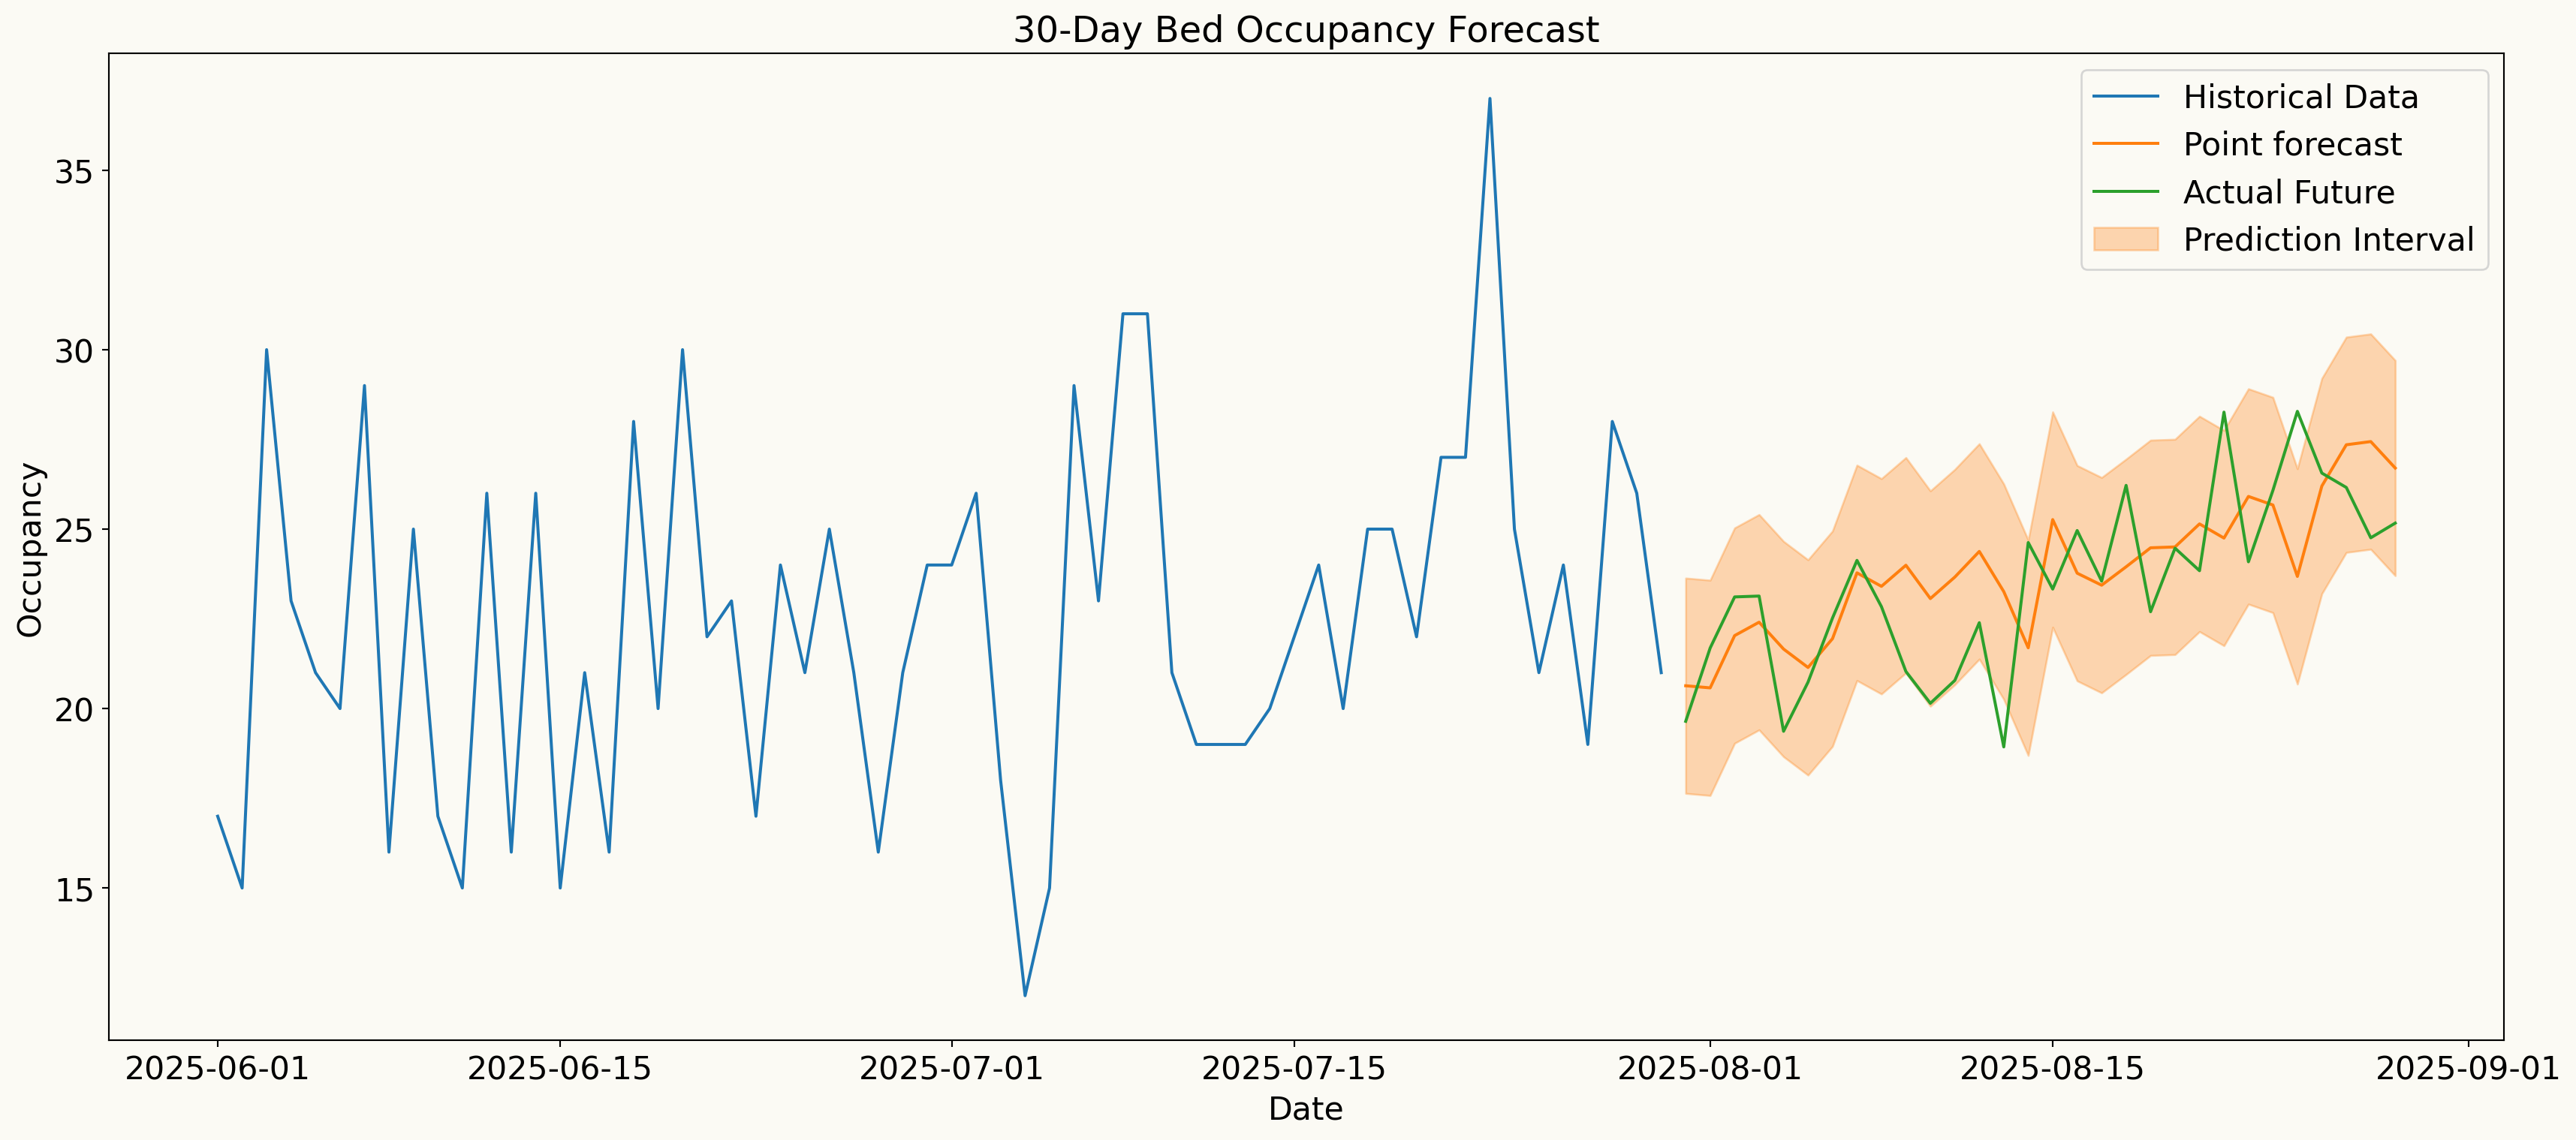 30-Day Bed Occupancy Forecast
Historical Data
Point forecast
Actual Future
Prediction Interval
Occupancy
35
30
25
20
15
2025-06-01 2025-06-15 2025-07-01 2025-07-15 2025-08-01 2025-08-15 2025-09-01
Date